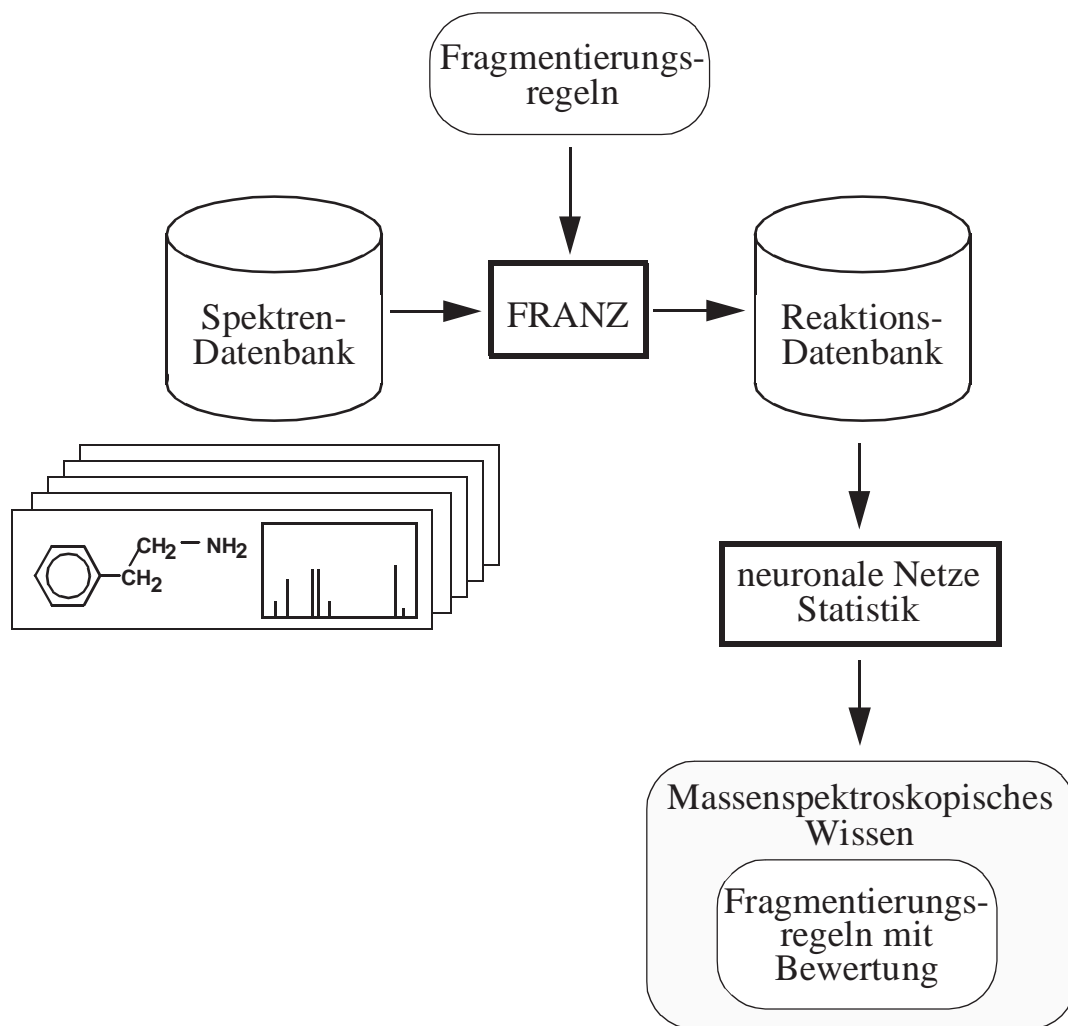 Fragmentierungs-
regeln
Spektren-
Datenbank
FRANZ
Reaktions-
Datenbank
CH2 — NH2
CH2
neuronale Netze
Statistik
Massenspektroskopisches
Wissen
Fragmentierungs-
regeln mit
Bewertung